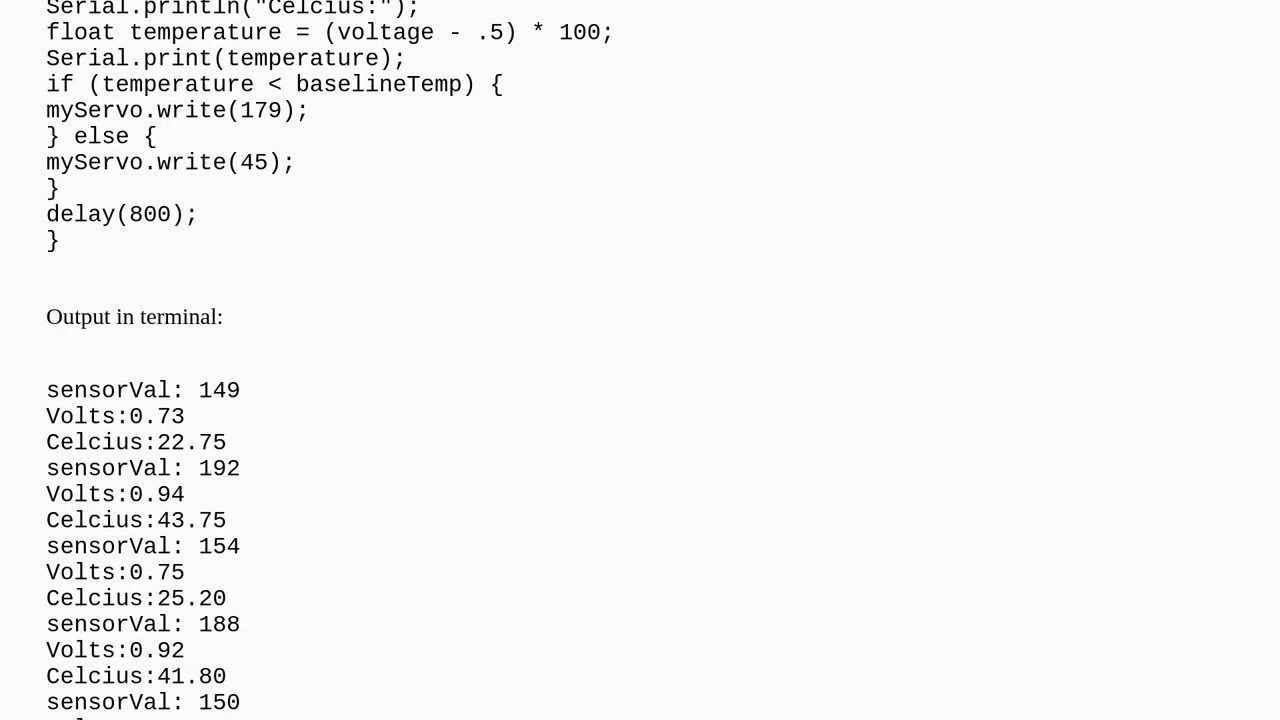 Serial.println("Celcius:");
float temperature = (voltage - .5) * 100;
Serial.print(temperature);
if (temperature < baselineTemp) {
myServo.write(179);
} else {
myServo.write(45);
}
delay(800);
}
Output in terminal:
sensorVal: 149
Volts:0.73
Celcius:22.75
sensorVal: 192
Volts:0.94
Celcius:43.75
sensorVal: 154
Volts:0.75
Celcius:25.20
sensorVal: 188
Volts:0.92
Celcius:41.80
sensorVal: 150